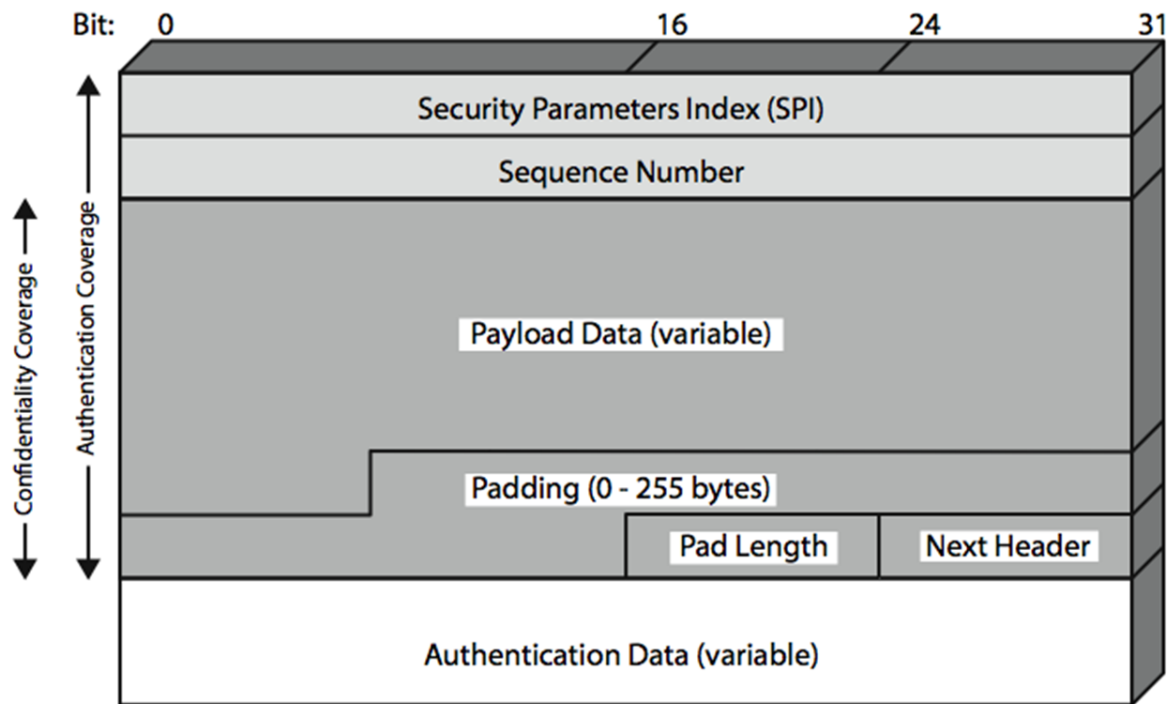 Bit: 0 16 24 31
Security Parameters Index (SPI)
Sequence Number
Confidentiality Coverage
Authentication Coverage
Payload Data (variable)
Padding (0 - 255 bytes)
Pad Length Next Header
Authentication Data (variable)